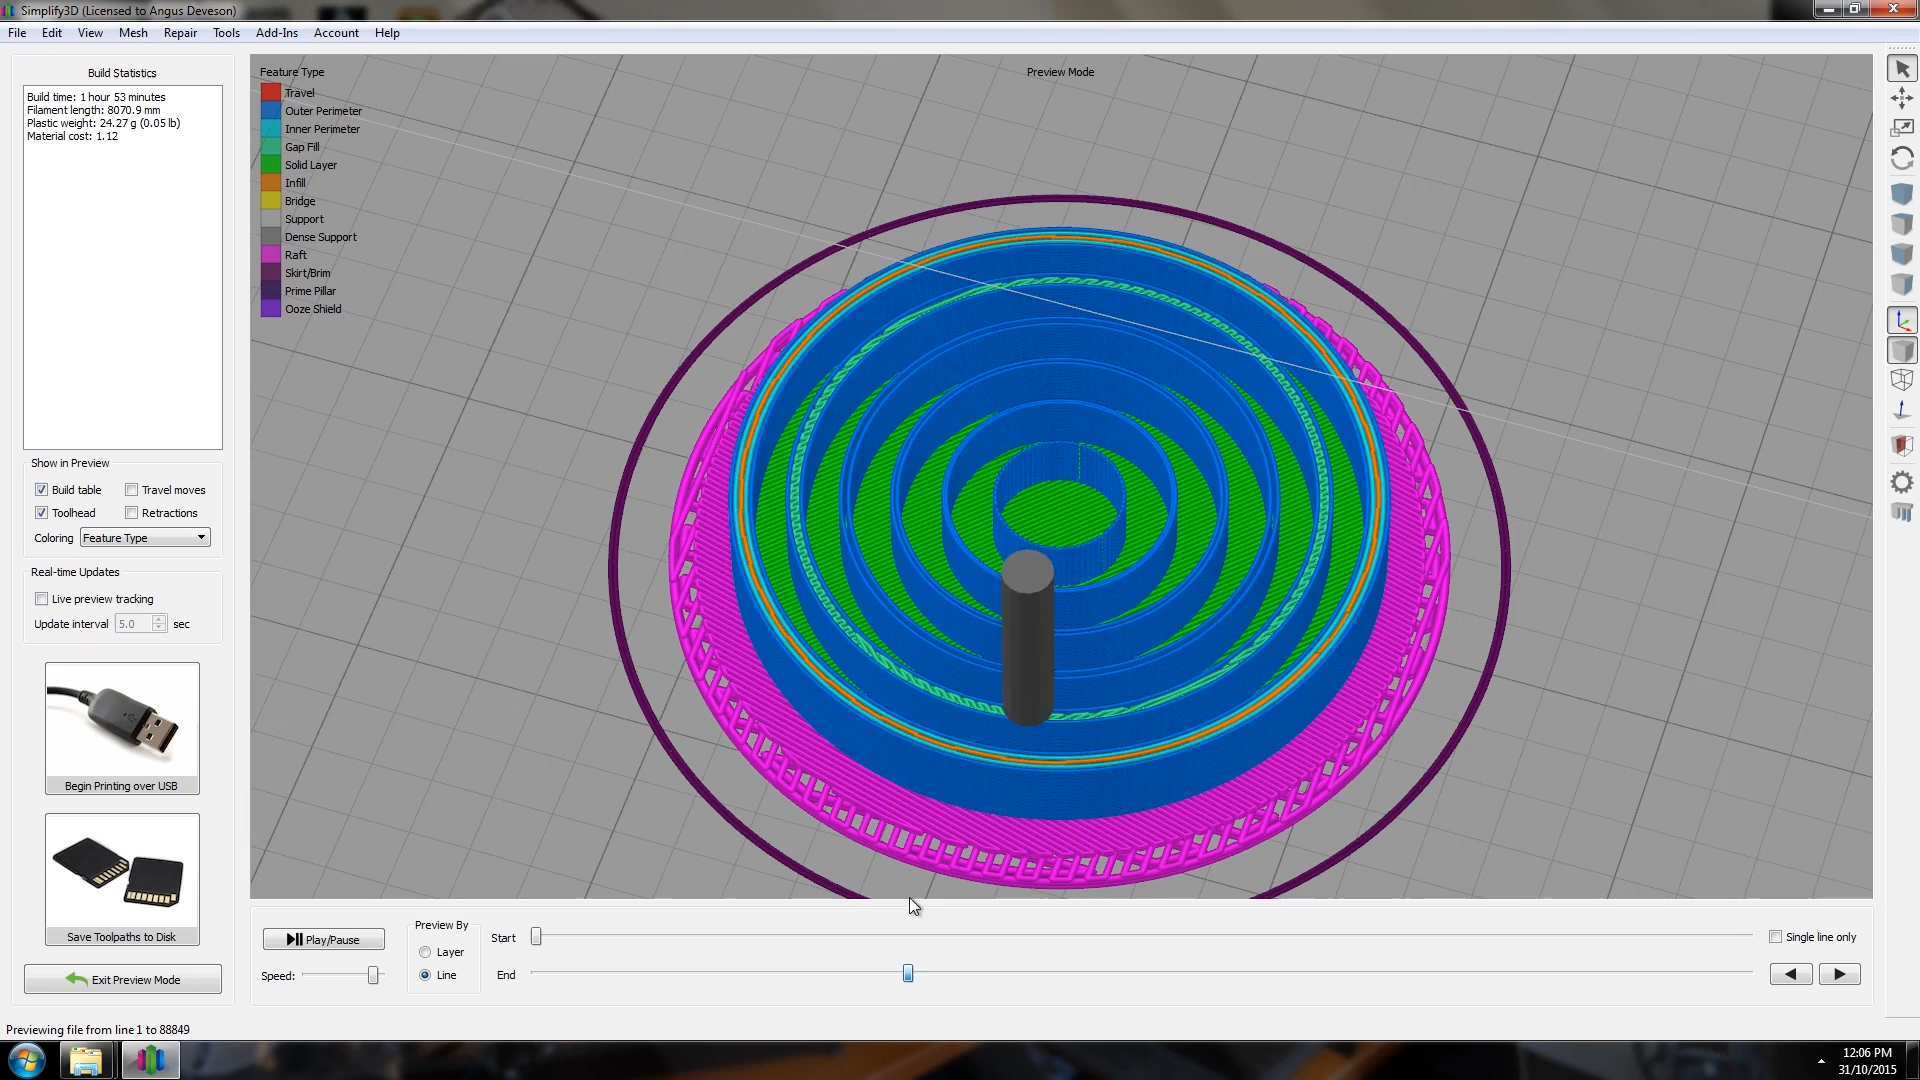 Simplify3D (Licensed to Angus Deveson)
File Edit View Mesh Repair Tools Add-Ins Account Help
Build Statistics
Build time: 1 hour 53 minutes
Filament length: 8070.9 mm
Plastic weight: 24.27 g (0.05 lb)
Material cost: 1.12
Show in Preview
Build table
Travel moves
Toolhead
Retractions
Coloring Feature Type
Real-time Updates
Live preview tracking
Update interval 5.0 sec
Begin Printing over USB
Save Toolpaths to Disk
Exit Preview Mode
Feature Type
Travel
Outer Perimeter
Inner Perimeter
Gap Fill
Solid Layer
Infill
Bridge
Support
Dense Support
Raft
Skirt/Brim
Prime Pillar
Ooze Shield
Preview Mode
Play/Pause
Speed:
Preview By
Layer
Line
Start
End
Single line only
Previewing file from line 1 to 88849
12:06 PM
31/10/2015